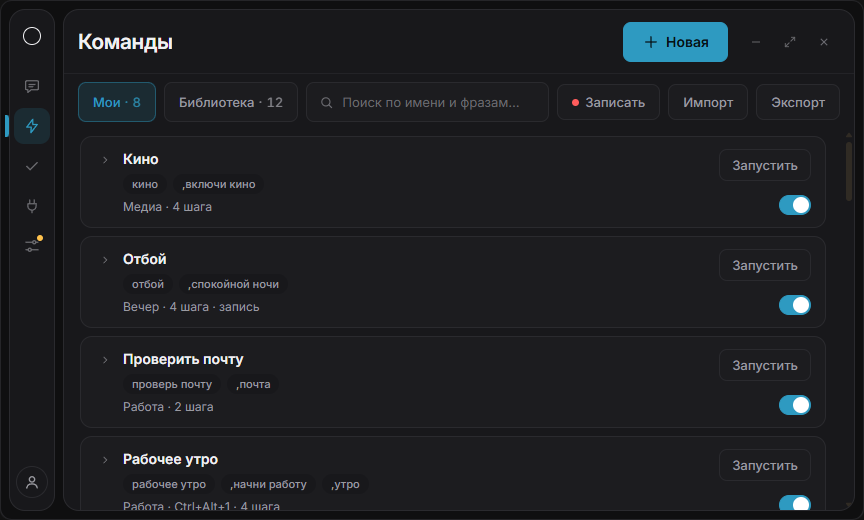 Команды
Новая
Мои · 8
Библиотека · 12
Поиск по имени и фразам...
Записать
Импорт
Экспорт
Кино
Запустить
кино ,включи кино
Медиа · 4 шага
Отбой
Запустить
отбой ,спокойной ночи
Вечер · 4 шага · запись
Проверить почту
Запустить
проверь почту ,почта
Работа · 2 шага
Рабочее утро
Запустить
рабочее утро ,начни работу ,утро
Работа · Ctrl+Alt+1 · 4 шага